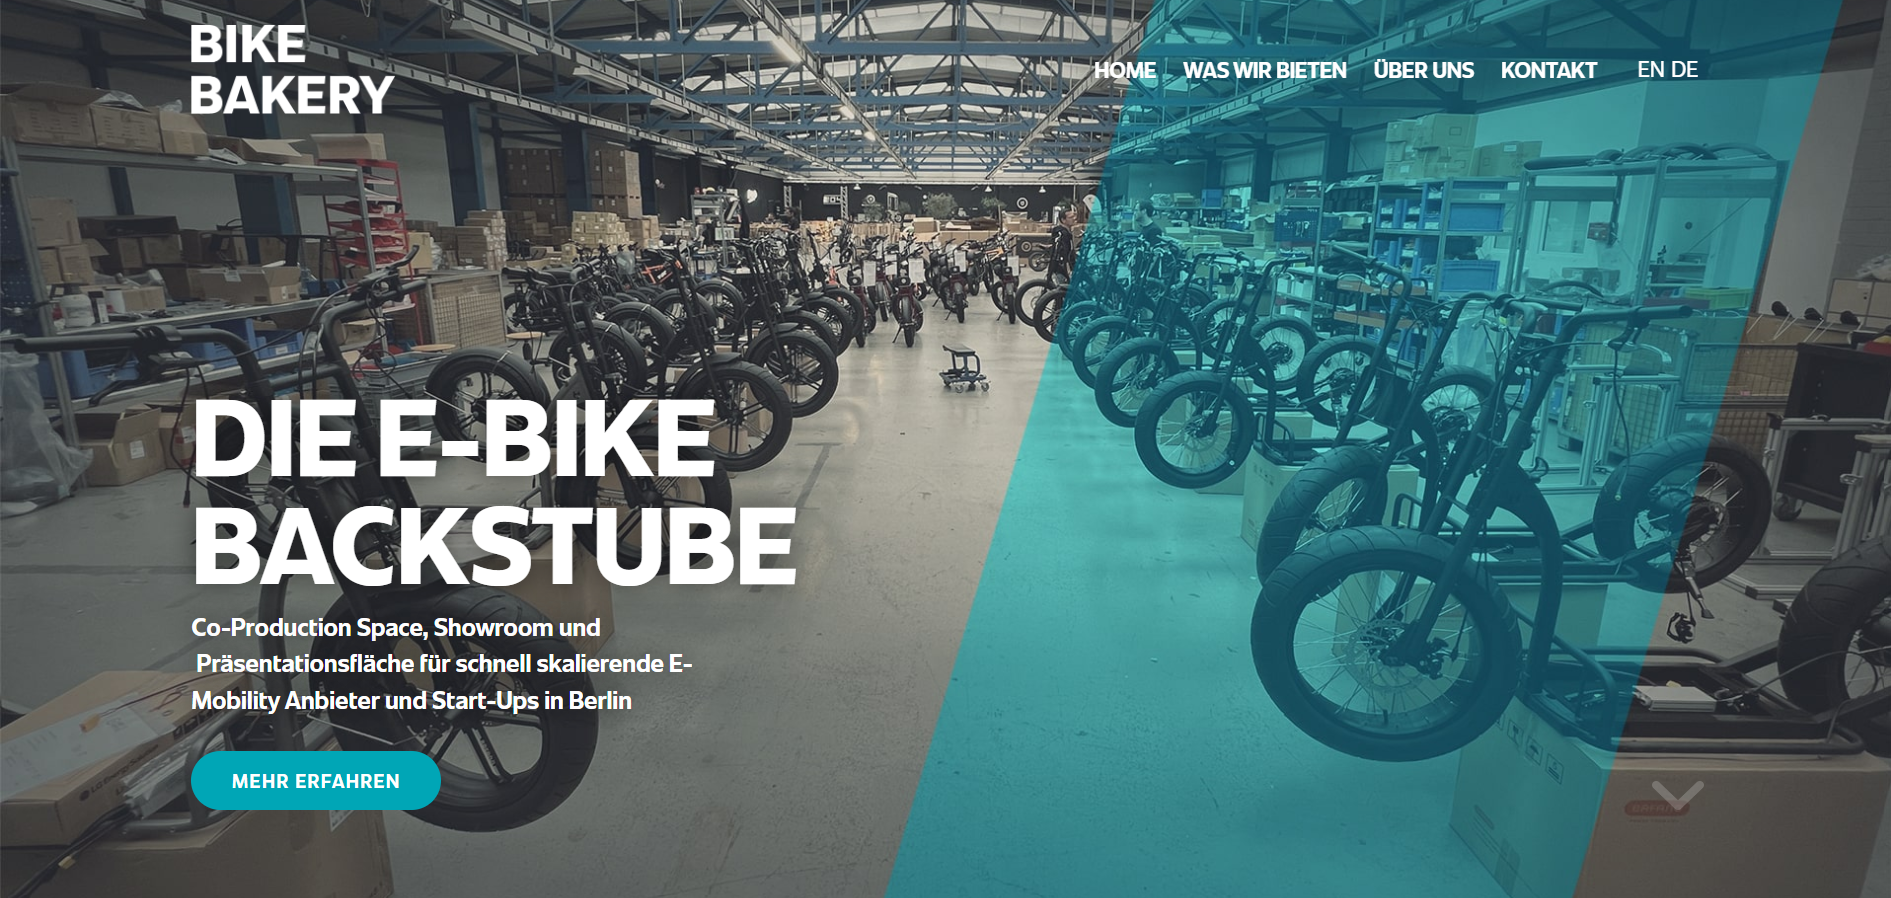 BIKE
BAKERY
HOME WAS WIR BIETEN ÜBER UNS KONTAKT EN DE
DIE E-BIKE
BACKSTUBE
Co-Production Space, Showroom und
Präsentationsfläche für schnell skalierende E-
Mobility Anbieter und Start-Ups in Berlin
MEHR ERFAHREN